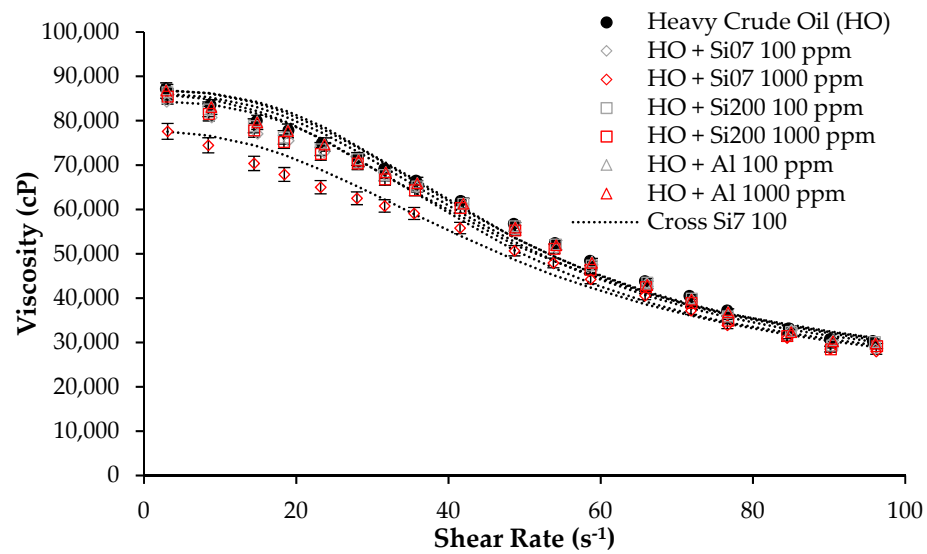 100,000
90,000
80,000
70,000
60,000
50,000
40,000
30,000
20,000
10,000
0
Viscosity (cP)
0 20 40 60 80 100
Shear Rate (s⁻¹)
Heavy Crude Oil (HO)
HO + Si07 100 ppm
HO + Si07 1000 ppm
HO + Si200 100 ppm
HO + Si200 1000 ppm
HO + Al 100 ppm
HO + Al 1000 ppm
Cross Si7 100